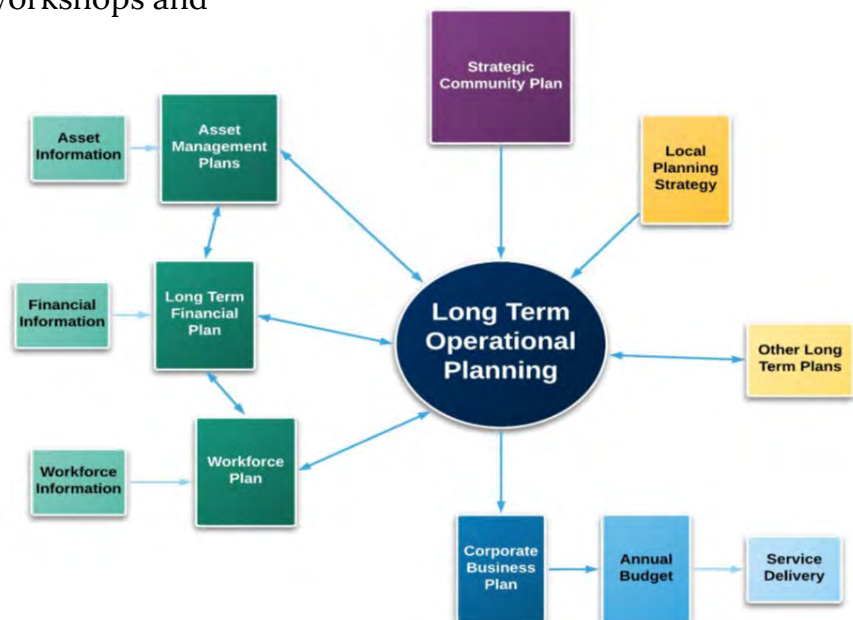 workshops and
Strategic
Community Plan
Asset
Management
Plans
Asset
Information
Local
Planning
Strategy
Long Term
Financial
Plan
Financial
Information
Long Term
Operational
Planning
Other Long
Term Plans
Workforce
Plan
Workforce
Information
Corporate
Business
Plan
Annual
Budget
Service
Delivery